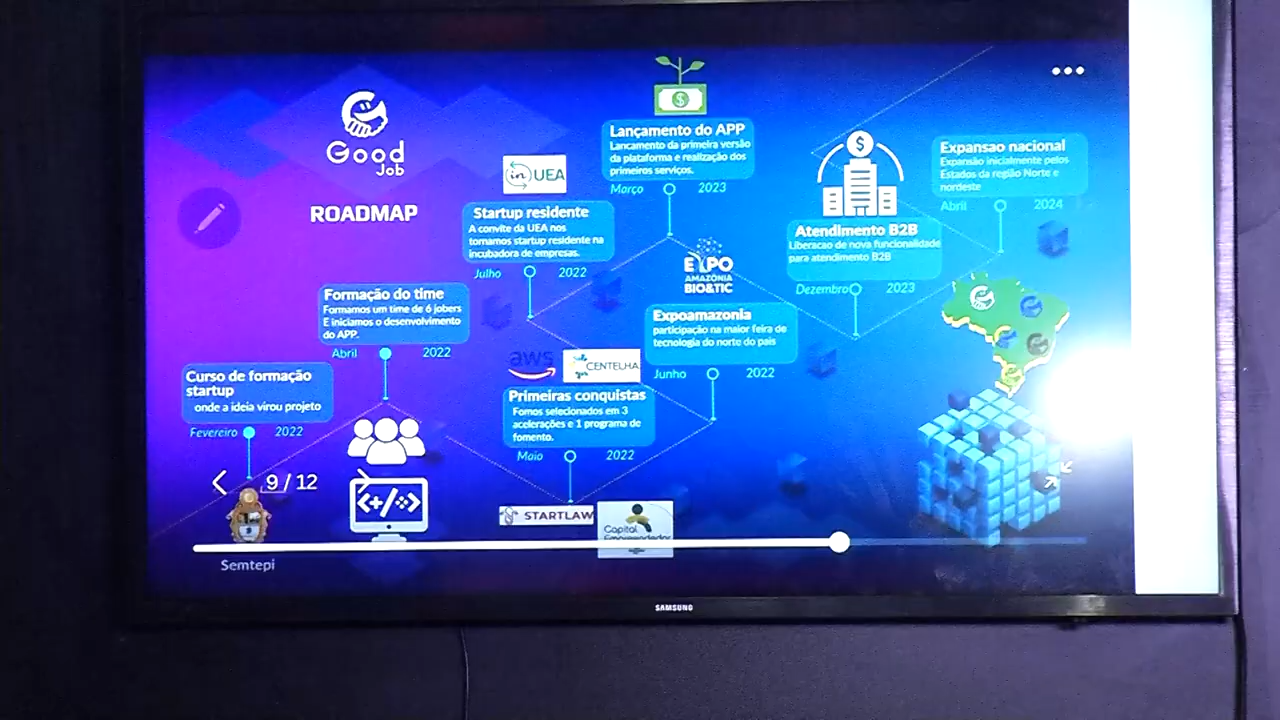 Good
Job
ROADMAP
Curso de formação
startup
onde a ideia virou projeto
Fevereiro 2022
Semtepi
Formação do time
Formamos um time de 6 jobers
E iniciamos o desenvolvimento
do APP.
Abril 2022
</>
aws
CENTELHA
Primeiras conquistas
Fomos selecionados em 3
acelerações e 1 programa de
fomento.
Maio 2022
STARTLAW
Capital
Empreendedor
EXPO
AMAZÔNIA
BIO&TIC
Expoamazonia
participação na maior feira de
tecnologia do norte do pais
Junho 2022
in UEA
Startup residente
A convite da UEA nos
tornamos startup residente na
incubadora de empresas.
Julho 2022
$
Lançamento do APP
Lancamento da primeira versão
da plataforma e realização dos
primeiros serviços.
Março 2023
$
Atendimento B2B
Liberacao de nova funcionalidade
para atendimento B2B
Dezembro 2023
Expansao nacional
Expansão inicialmente pelos
Estados da região Norte e
nordeste
Abril 2024
9 / 12
SAMSUNG